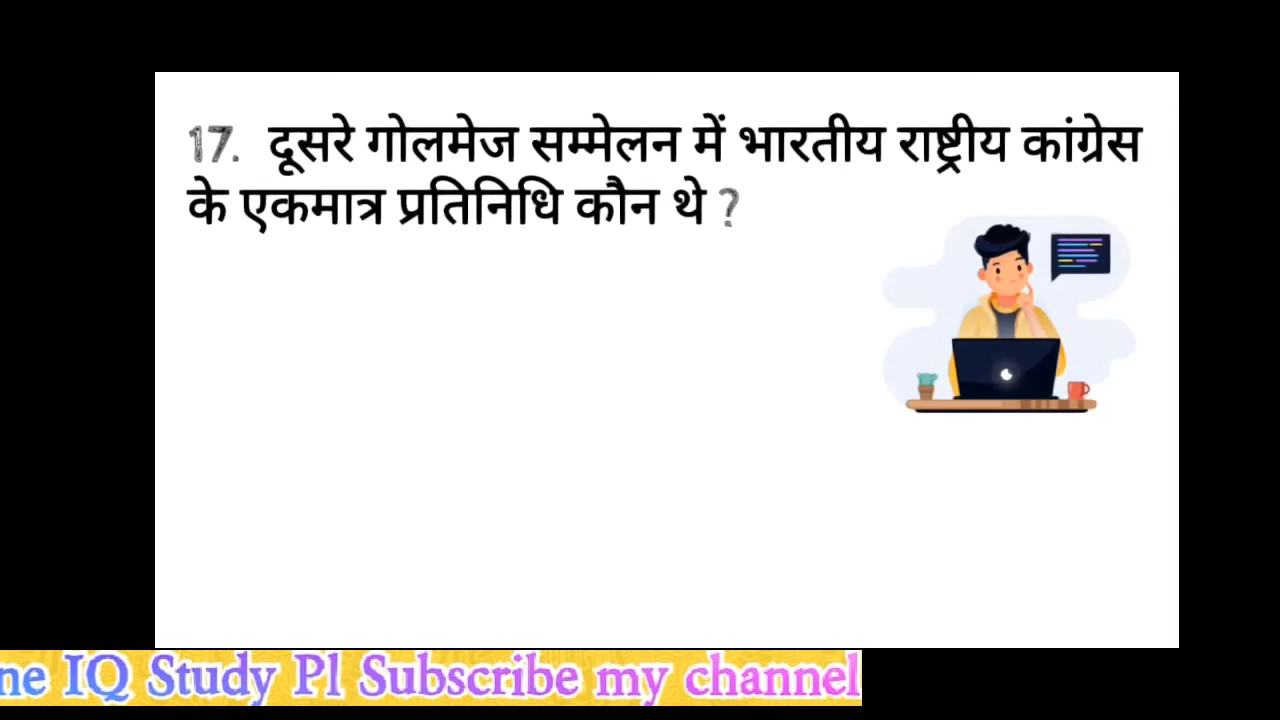 17. दूसरे गोलमेज सम्मेलन में भारतीय राष्ट्रीय कांग्रेस
के एकमात्र प्रतिनिधि कौन थे ?
ne IQ Study Pl Subscribe my channel